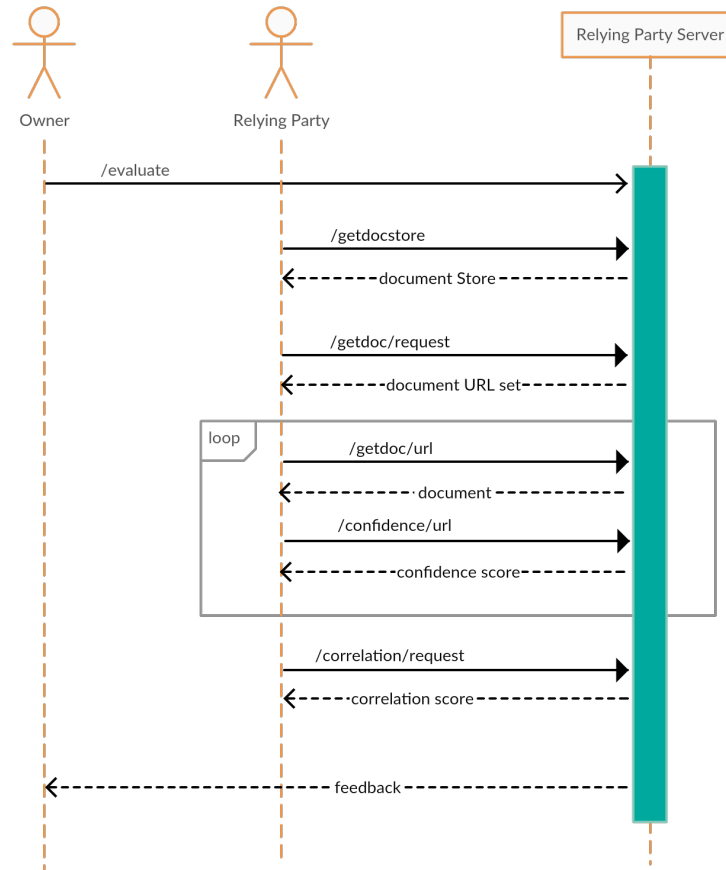 Owner
Relying Party
Relying Party Server
/evaluate
/getdocstore
document Store
/getdoc/request
document URL set
loop
/getdoc/url
document
/confidence/url
confidence score
/correlation/request
correlation score
feedback